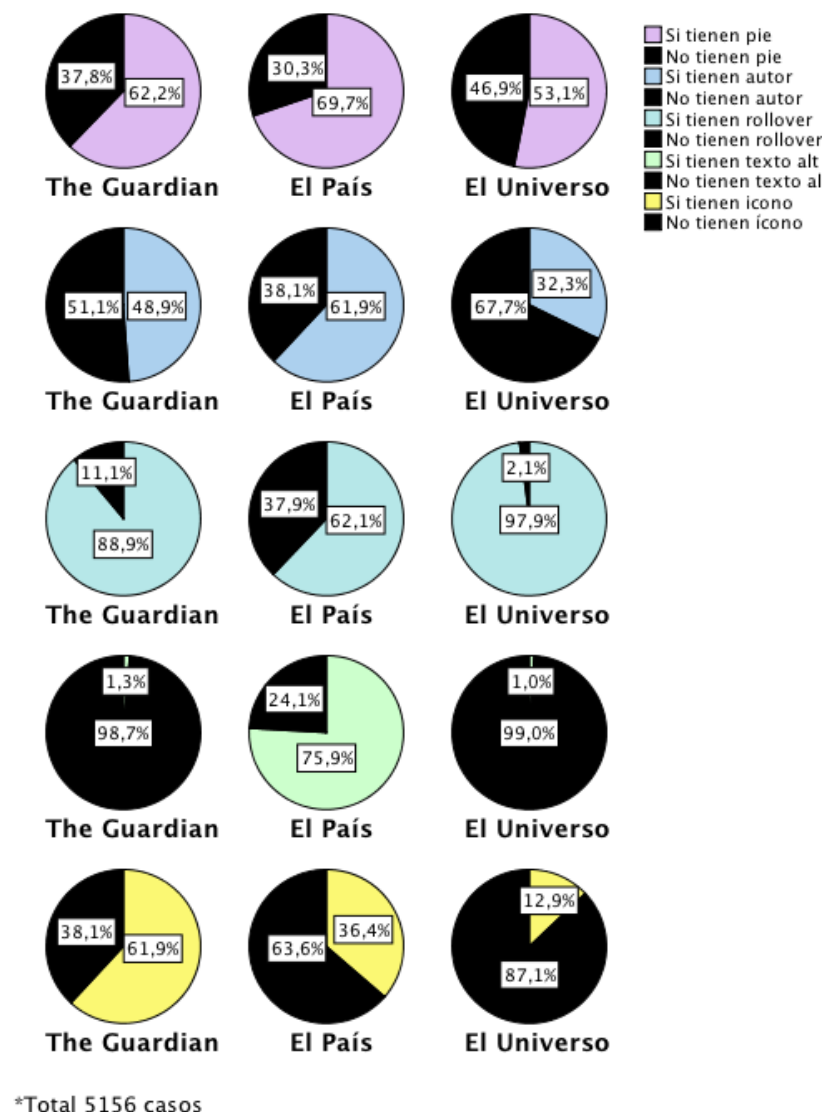 37,8%
62,2%
The Guardian
30,3%
69,7%
El País
46,9%
53,1%
El Universo
Si tienen pie
No tienen pie
Si tienen autor
No tienen autor
Si tienen rollover
No tienen rollover
Si tienen texto alt
No tienen texto al
Si tienen icono
No tienen ícono
51,1%
48,9%
The Guardian
38,1%
61,9%
El País
67,7%
32,3%
El Universo
11,1%
88,9%
The Guardian
37,9%
62,1%
El País
2,1%
97,9%
El Universo
1,3%
98,7%
The Guardian
24,1%
75,9%
El País
1,0%
99,0%
El Universo
38,1%
61,9%
The Guardian
63,6%
36,4%
El País
12,9%
87,1%
El Universo
*Total 5156 casos